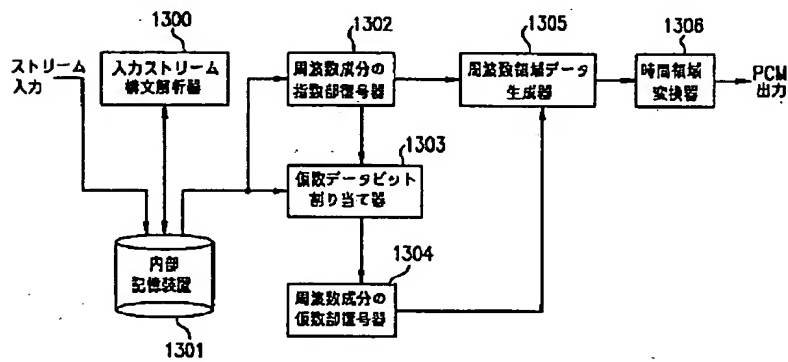 1300
1302
1305
1306
ストリーム
入力
入力ストリーム
構文解析器
周波数成分の
指数部復号器
周波数領域データ
生成器
時間領域
変換器
PCM
出力
1303
仮数データビット
割り当て器
内部
記憶装置
1301
1304
周波数成分の
仮数部復号器